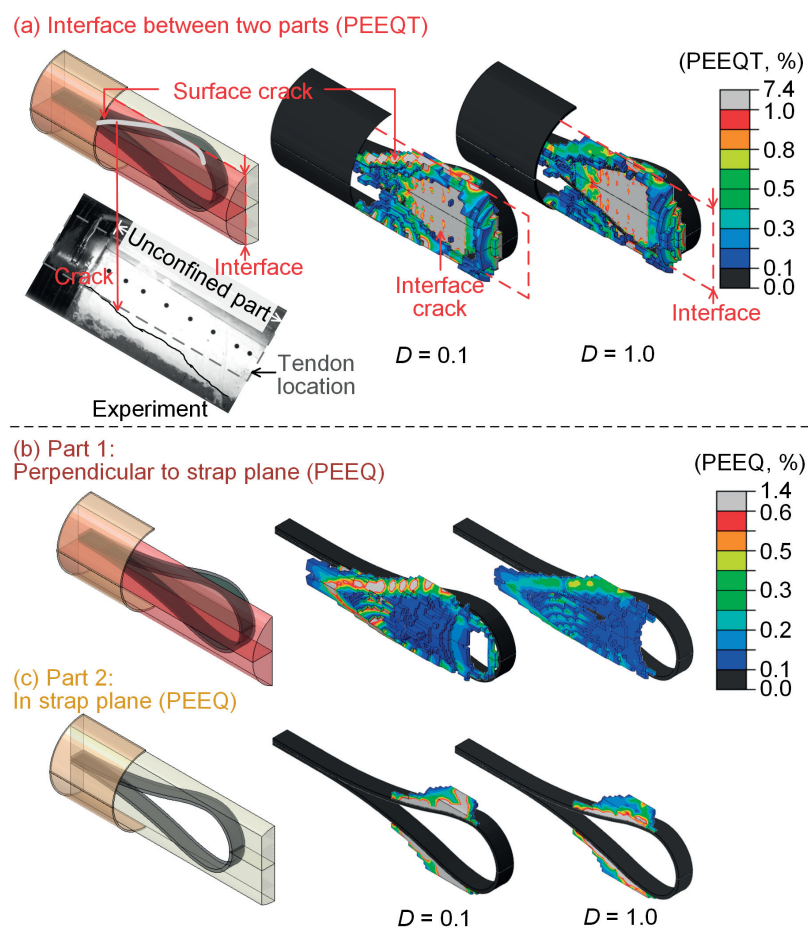 (a) Interface between two parts (PEEQT)
(PEEQT, %)
7.4
1.0
0.8
0.5
0.3
0.1
0.0
Surface crack
Unconfined part
Crack
Interface
Interface
crack
Interface
Tendon
location
Experiment
D = 0.1
D = 1.0
(b) Part 1:
Perpendicular to strap plane (PEEQ)
(PEEQ, %)
1.4
0.6
0.5
0.3
0.2
0.1
0.0
(c) Part 2:
In strap plane (PEEQ)
D = 0.1
D = 1.0